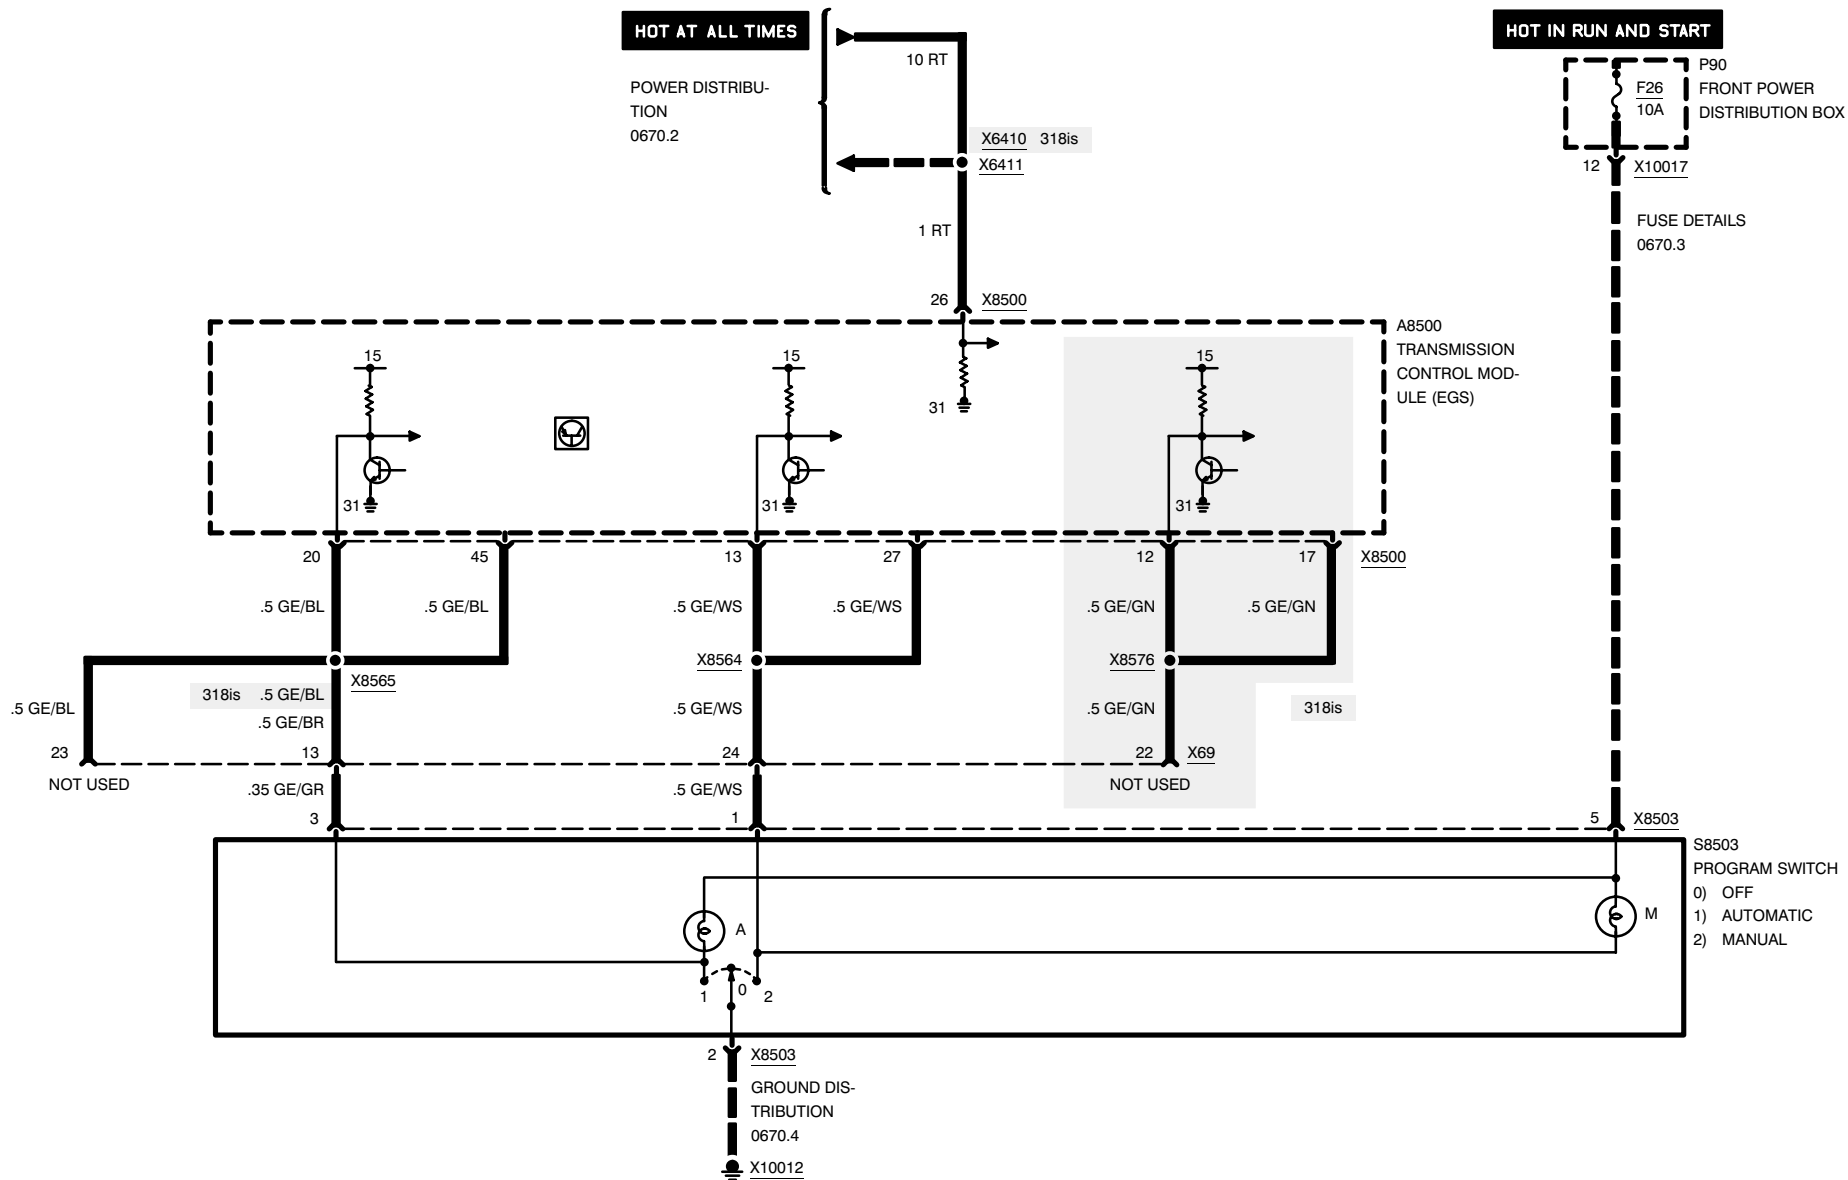 HOT AT ALL TIMES
HOT IN RUN AND START
POWER DISTRIBU-
TION
0670.2
10 RT
X6410 318is
X6411
1 RT
26 X8500
F26
10A
P90
FRONT POWER
DISTRIBUTION BOX
12 X10017
FUSE DETAILS
0670.3
A8500
TRANSMISSION
CONTROL MOD-
ULE (EGS)
15 15 15
31
31 31 31
20 45 13 27 12 17 X8500
.5 GE/BL .5 GE/BL .5 GE/WS .5 GE/WS .5 GE/GN .5 GE/GN
X8565 X8564 X8576
318is .5 GE/BL
.5 GE/BL .5 GE/BR .5 GE/WS .5 GE/GN 318is
23 13 24 22 X69
NOT USED NOT USED
.35 GE/GR .5 GE/WS
3 1 5 X8503
S8503
PROGRAM SWITCH
0) OFF
1) AUTOMATIC
2) MANUAL
A M
1 0 2
2 X8503
GROUND DIS-
TRIBUTION
0670.4
X10012